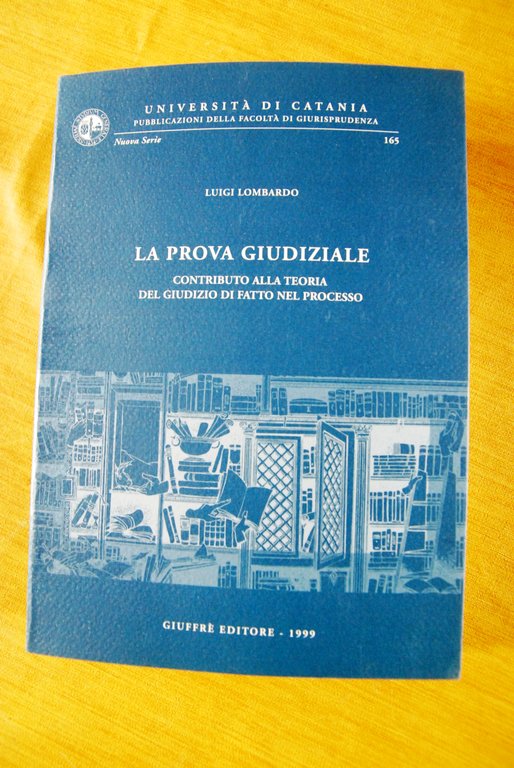 UNIVERSITÀ DI CATANIA
PUBBLICAZIONI DELLA FACOLTÀ DI GIURISPRUDENZA
Nuova Serie 165
LUIGI LOMBARDO
LA PROVA GIUDIZIALE
CONTRIBUTO ALLA TEORIA
DEL GIUDIZIO DI FATTO NEL PROCESSO
GIUFFRÈ EDITORE - 1999